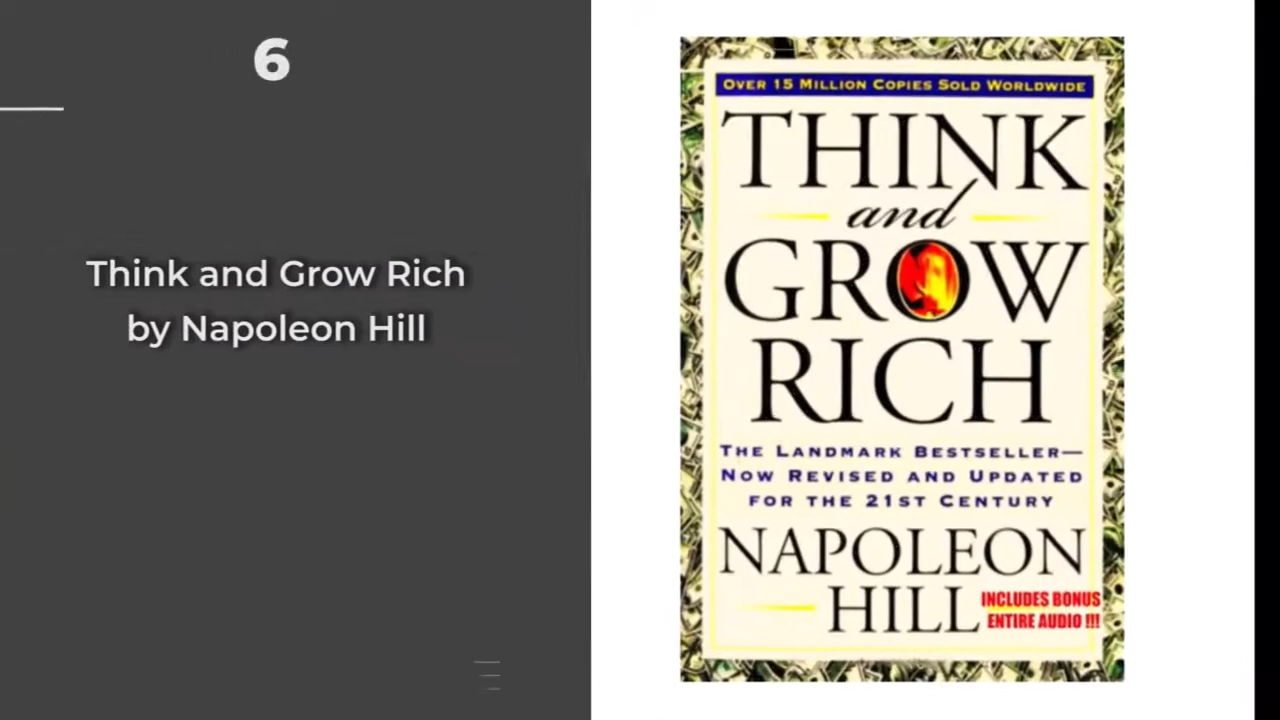 6
Think and Grow Rich
by Napoleon Hill
OVER 15 MILLION COPIES SOLD WORLDWIDE
THINK
and
GROW
RICH
THE LANDMARK BESTSELLER—
NOW REVISED AND UPDATED
FOR THE 21ST CENTURY
NAPOLEON
HILL
INCLUDES BONUS
ENTIRE AUDIO !!!